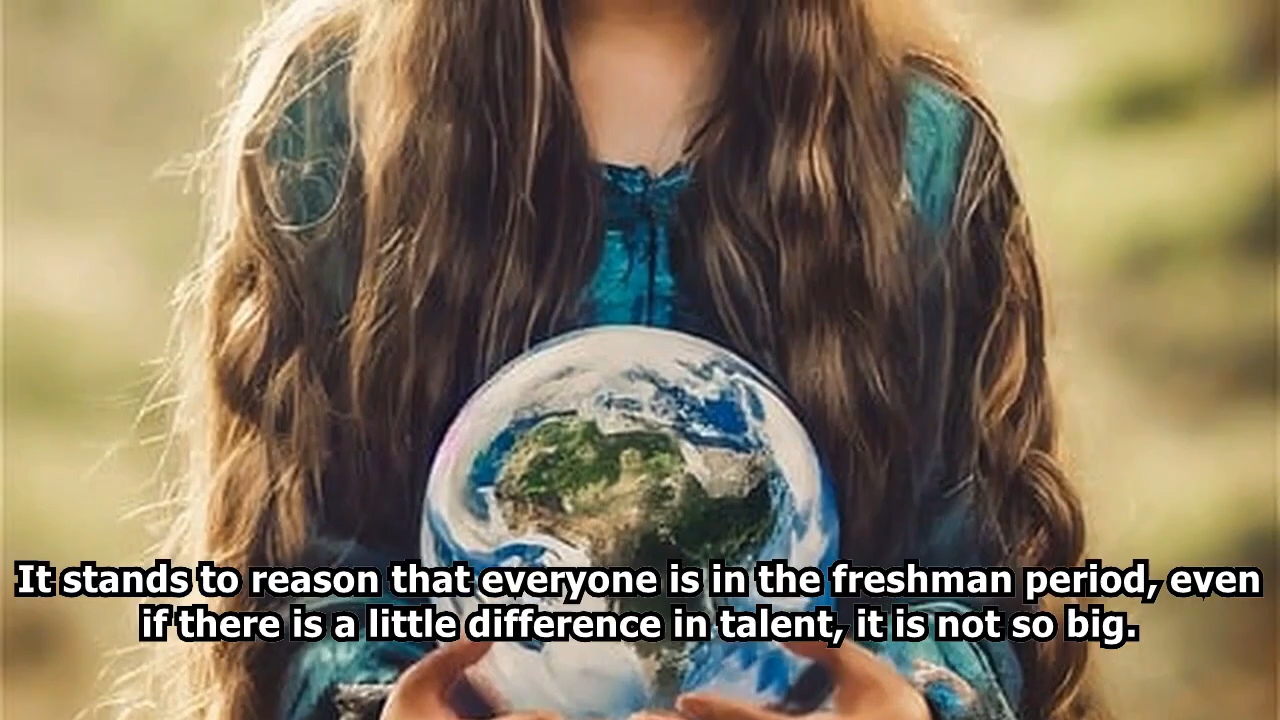 It stands to reason that everyone is in the freshman period, even
if there is a little difference in talent, it is not so big.